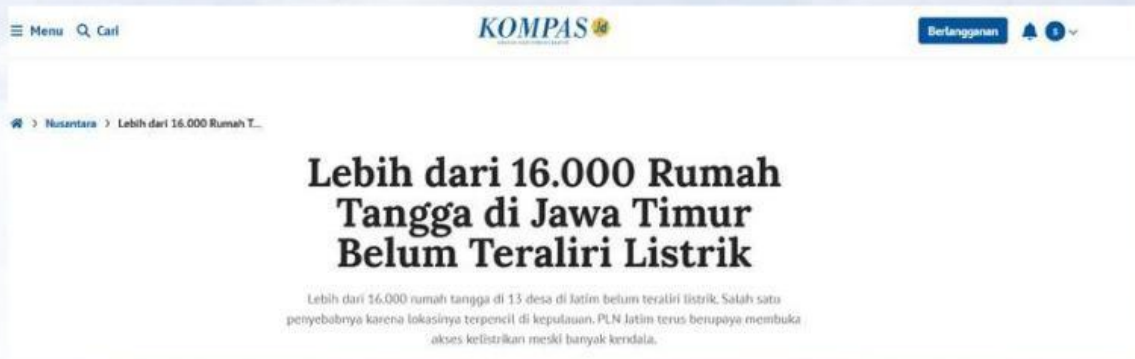 Menu Cari
KOMPAS.id
Berlangganan
Nusantara > Lebih dari 16.000 Rumah T...
Lebih dari 16.000 Rumah
Tangga di Jawa Timur
Belum Teraliri Listrik
Lebih dari 16.000 rumah tangga di 13 desa di Jatim belum teraliri listrik. Salah satu
penyebabnya karena lokasinya terpencil di kepulauan. PLN Jatim terus berupaya membuka
akses kelistrikan meski banyak kendala.